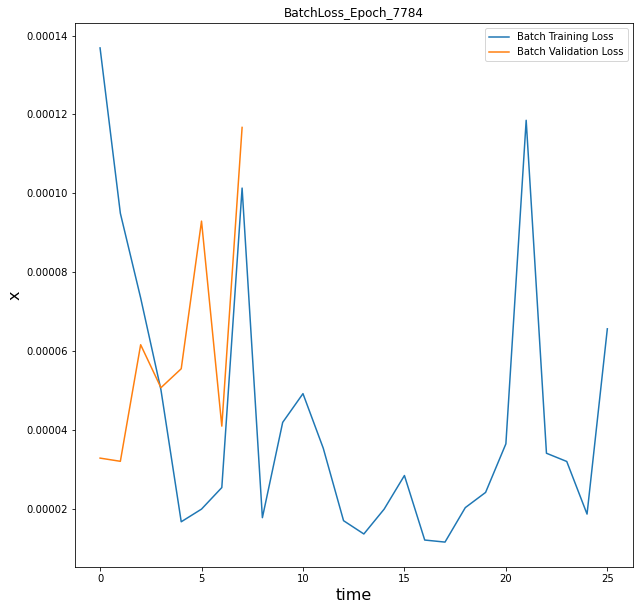 BatchLoss_Epoch_7784
Batch Training Loss
Batch Validation Loss
0.00014
0.00012
0.00010
0.00008
0.00006
0.00004
0.00002
x
0 5 10 15 20 25
time